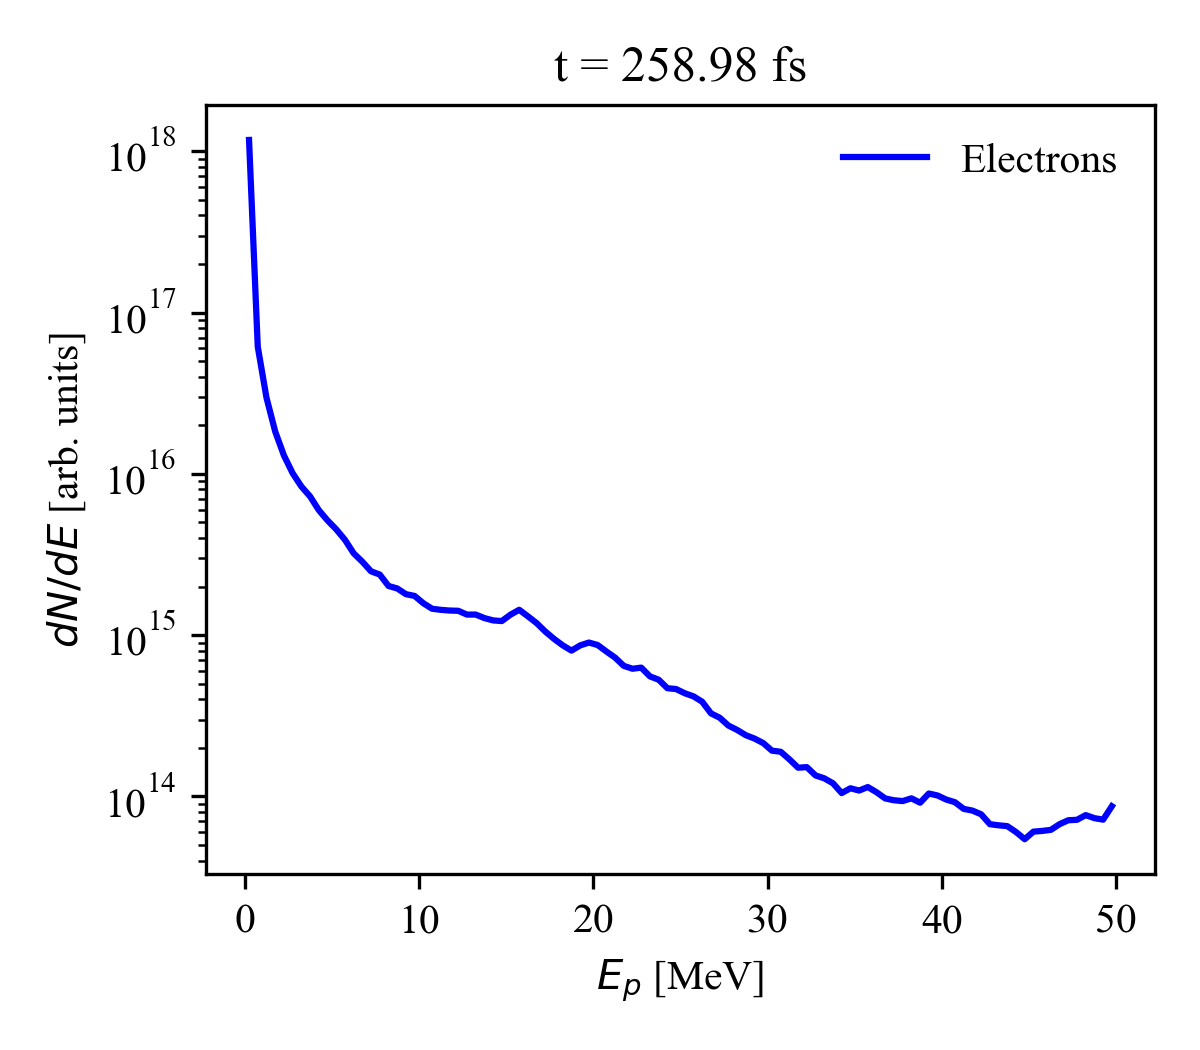 t = 258.98 fs
10^18
10^17
10^16
10^15
10^14
dN/dE [arb. units]
Electrons
0 10 20 30 40 50
E_p [MeV]